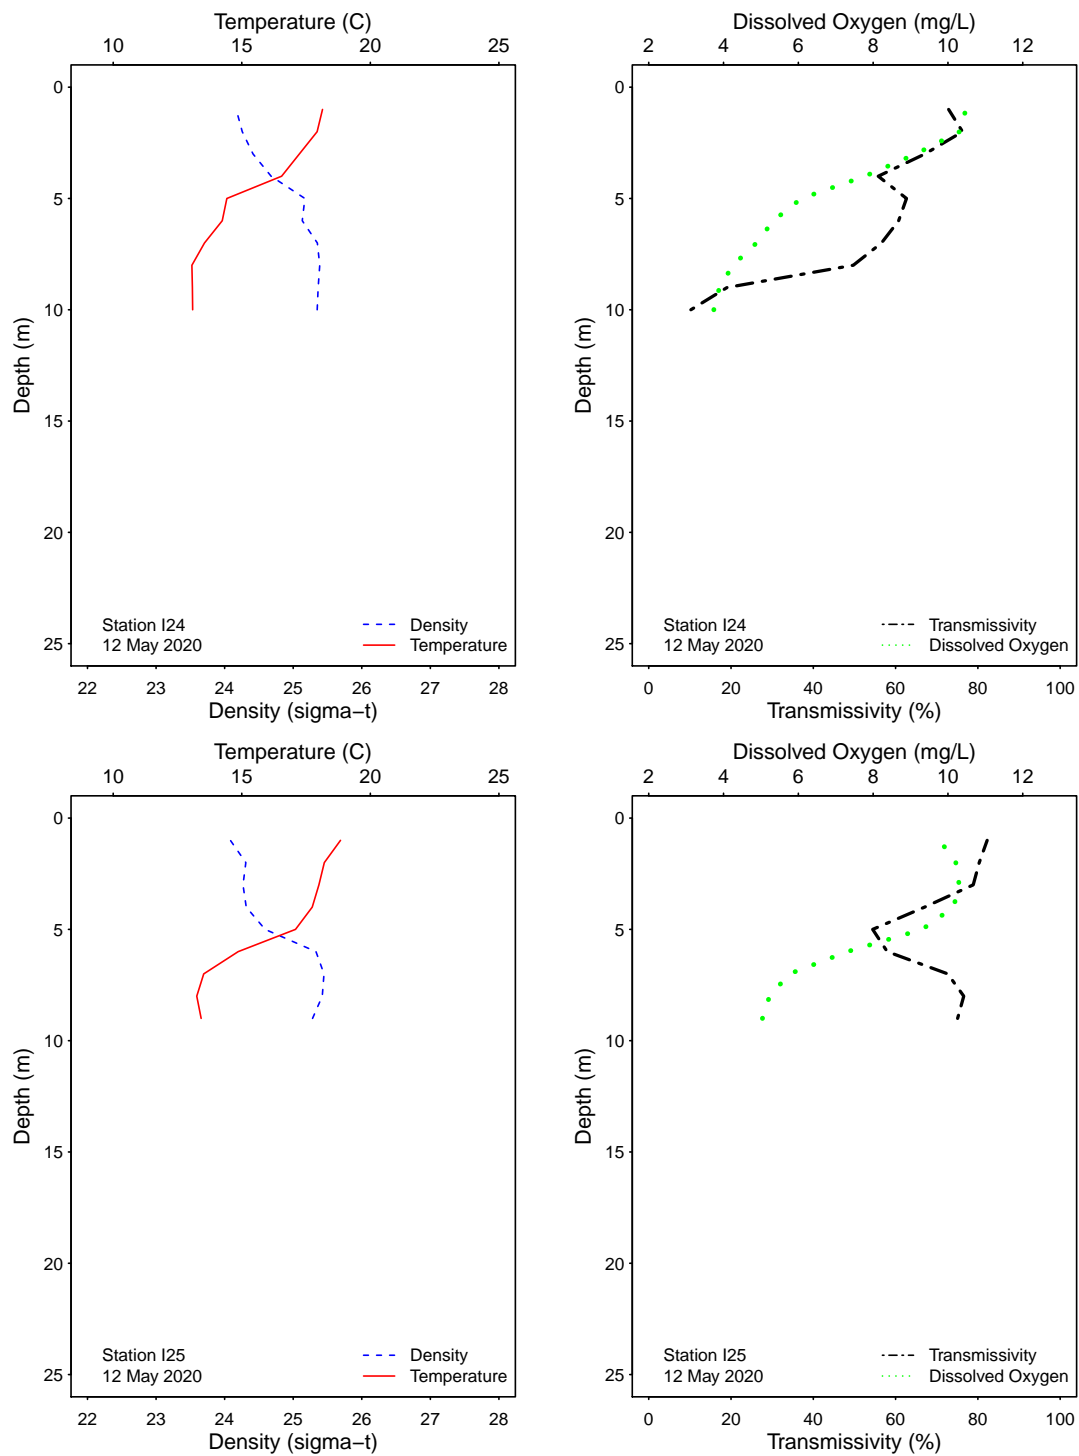 Temperature (C)
10 15 20 25
0
5
10
15
20
25
Depth (m)
Station I24
12 May 2020
Density
Temperature
22 23 24 25 26 27 28
Density (sigma−t)
Dissolved Oxygen (mg/L)
2 4 6 8 10 12
0
5
10
15
20
25
Depth (m)
Station I24
12 May 2020
Transmissivity
Dissolved Oxygen
0 20 40 60 80 100
Transmissivity (%)
Temperature (C)
10 15 20 25
0
5
10
15
20
25
Depth (m)
Station I25
12 May 2020
Density
Temperature
22 23 24 25 26 27 28
Density (sigma−t)
Dissolved Oxygen (mg/L)
2 4 6 8 10 12
0
5
10
15
20
25
Depth (m)
Station I25
12 May 2020
Transmissivity
Dissolved Oxygen
0 20 40 60 80 100
Transmissivity (%)